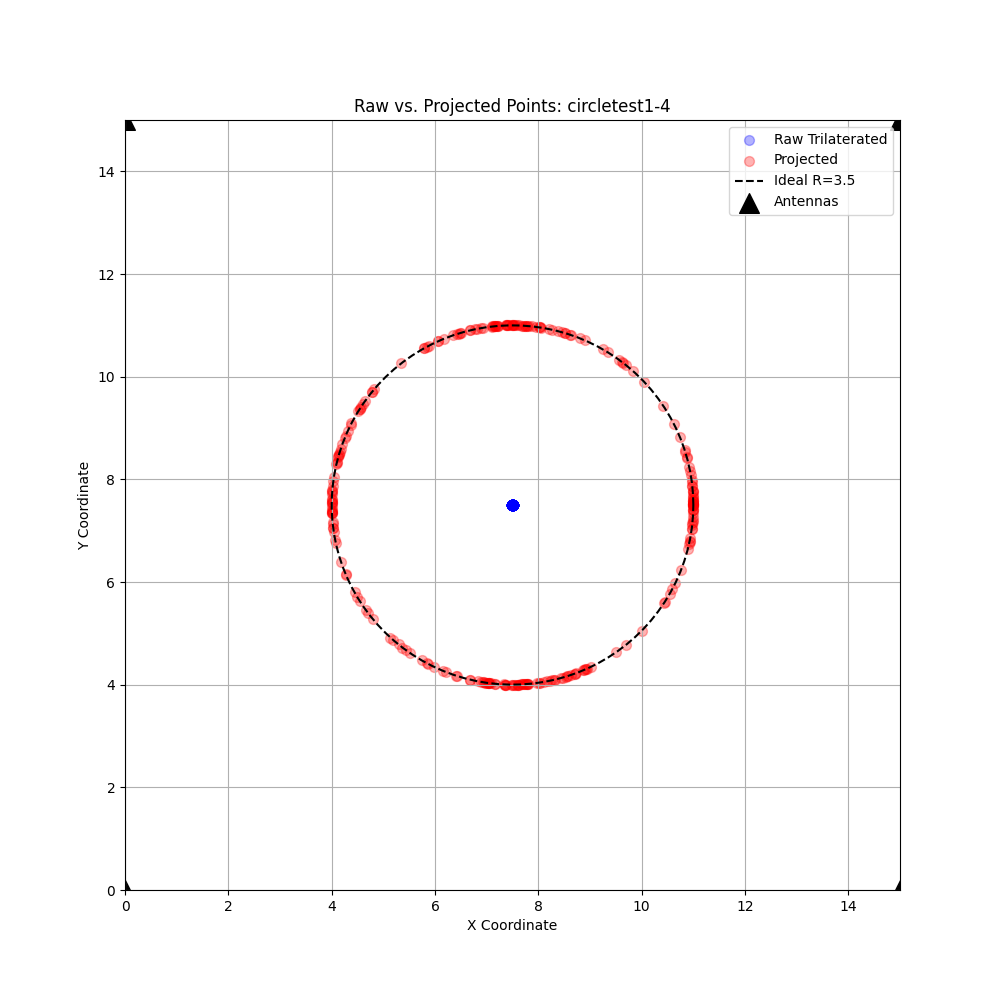 Raw vs. Projected Points: circletest1-4
Raw Trilaterated
Projected
Ideal R=3.5
Antennas
14
12
10
8
6
4
2
0
Y Coordinate
0 2 4 6 8 10 12 14
X Coordinate